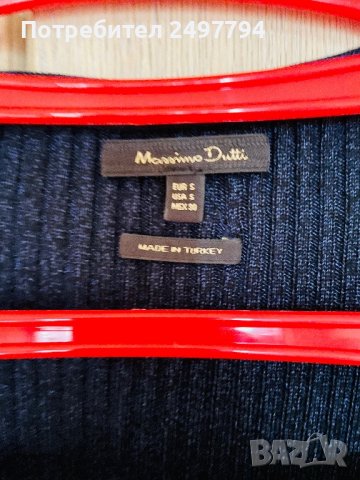 Потребител 2497794
Massimo Dutti
EUR S
USA S
MEX 30
MADE IN TURKEY
BAZAR